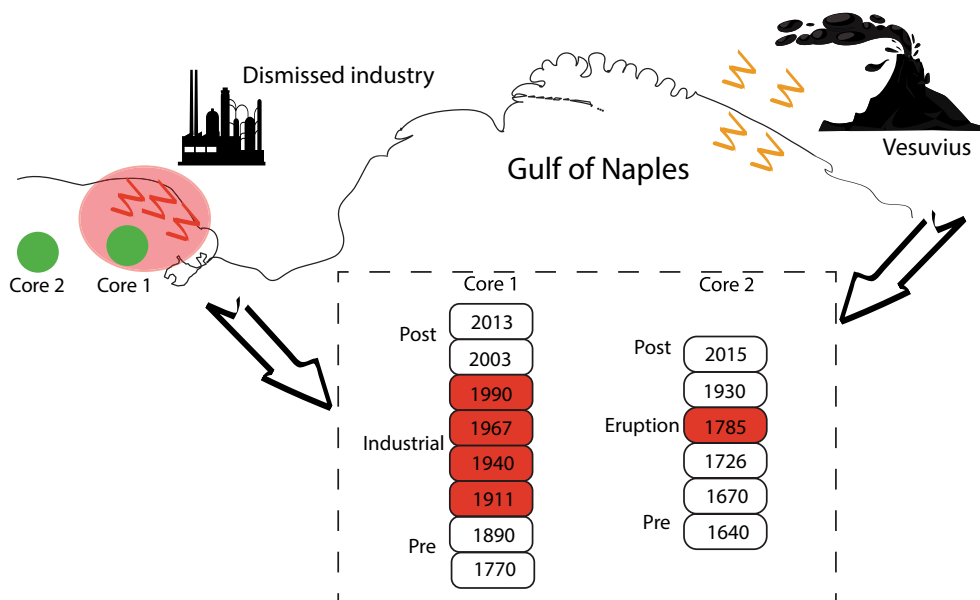 Dismissed industry
Vesuvius
Gulf of Naples
Core 2
Core 1
Core 1
Post
2013
2003
1990
1967
Industrial
1940
1911
Pre
1890
1770
Core 2
Post
2015
1930
Eruption
1785
1726
1670
Pre
1640